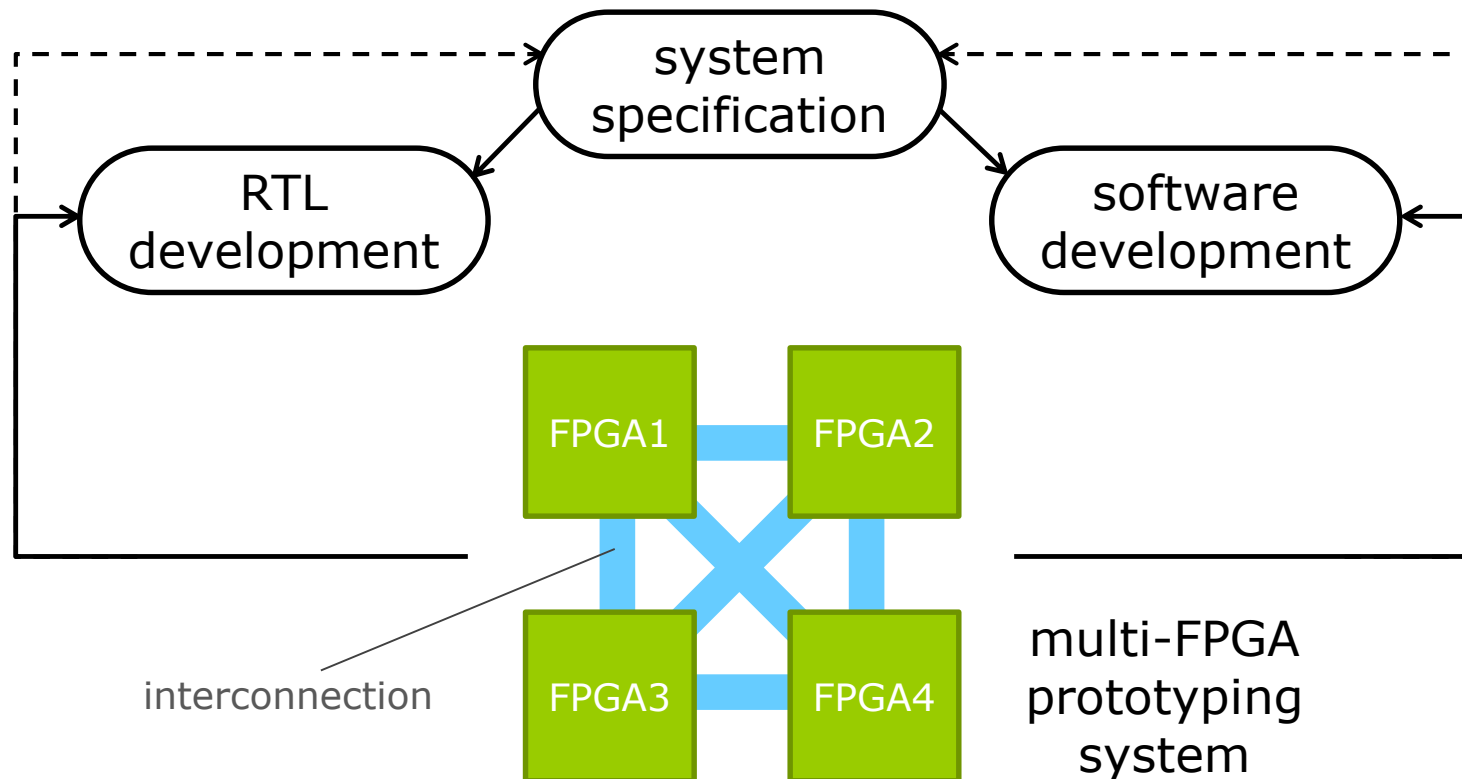 system
specification
RTL
development
software
development
FPGA1
FPGA2
interconnection
FPGA3
FPGA4
multi-FPGA
prototyping
system